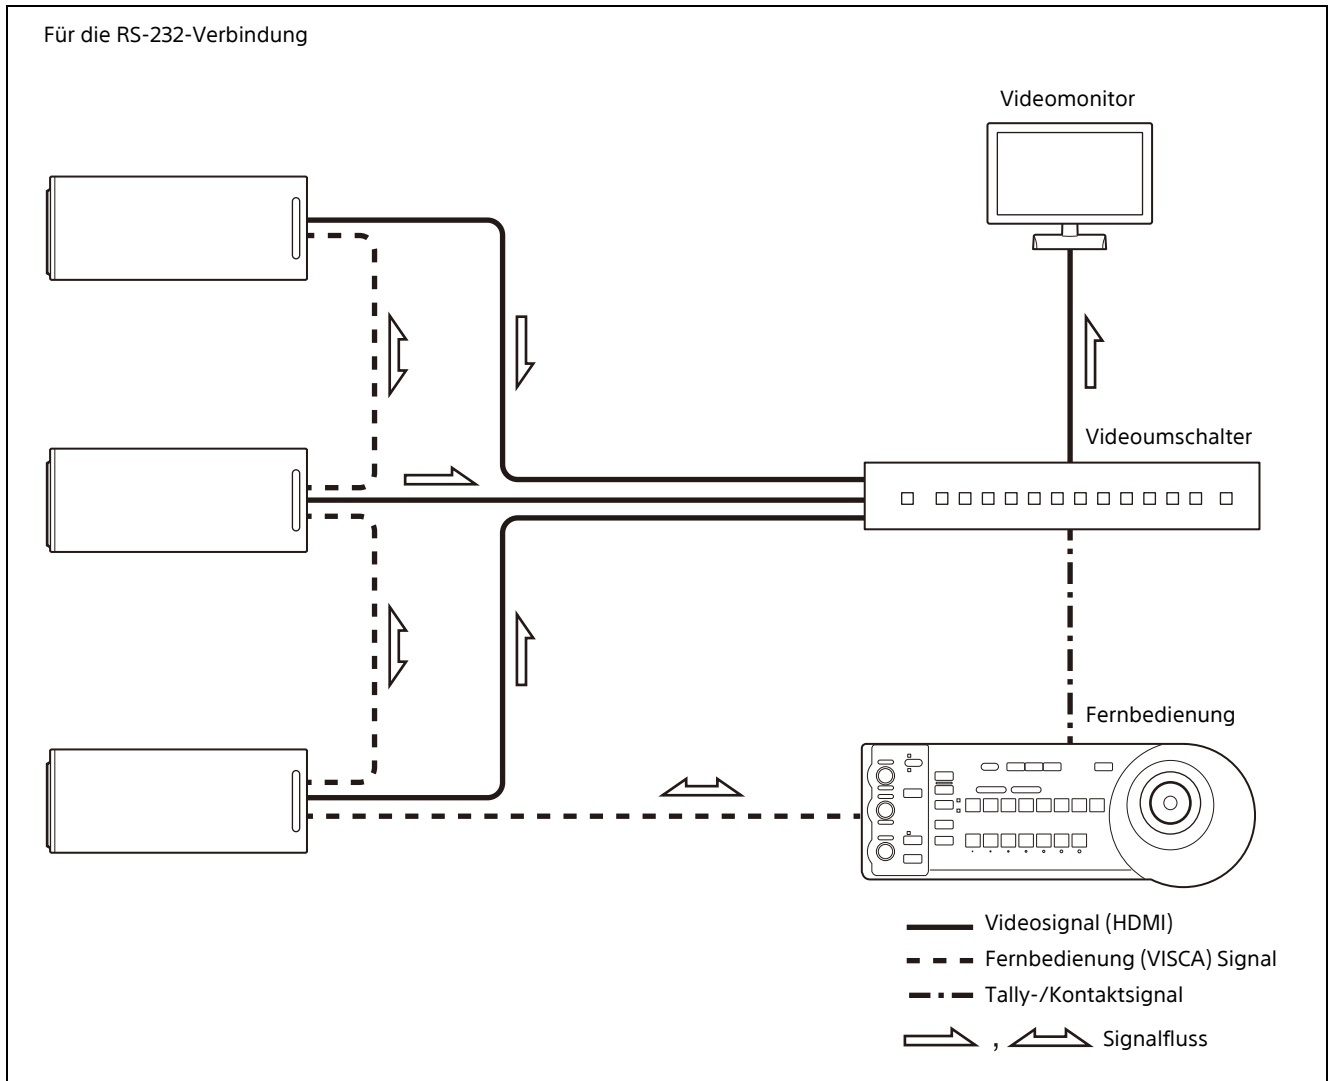 Für die RS-232-Verbindung
Videomonitor
Videoumschalter
Fernbedienung
Videosignal (HDMI)
Fernbedienung (VISCA) Signal
Tally-/Kontaktsignal
, Signalfluss